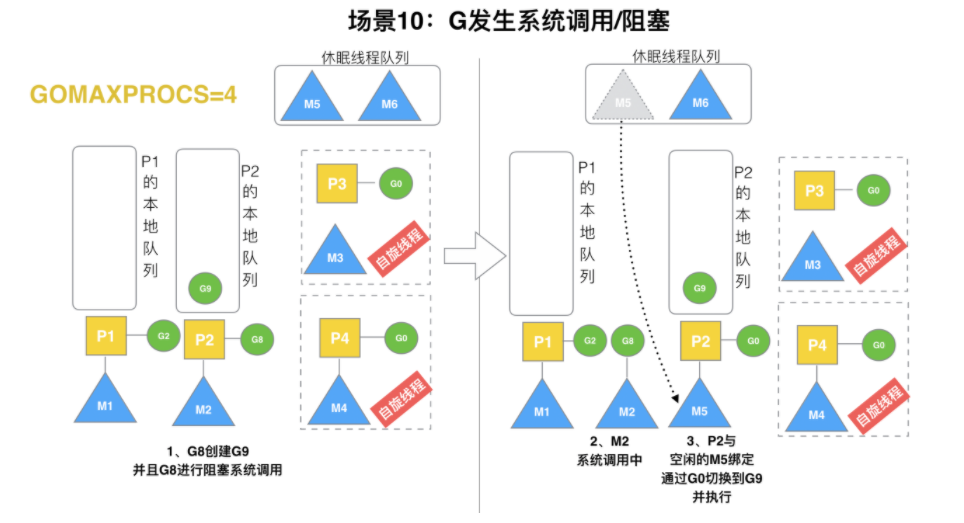 场景10：G发生系统调用/阻塞
GOMAXPROCS=4
休眠线程队列
M5
M6
P1的本地队列
P2的本地队列
G9
P3
G0
M3
自旋线程
P1
G2
P2
G8
P4
G0
M1
M2
M4
自旋线程
1、G8创建G9
并且G8进行阻塞系统调用
休眠线程队列
M5
M6
P1的本地队列
P2的本地队列
G9
P3
G0
M3
自旋线程
P1
G2
G8
P2
G0
P4
G0
M1
M2
M5
M4
自旋线程
2、M2
系统调用中
3、P2与
空闲的M5绑定
通过G0切换到G9
并执行